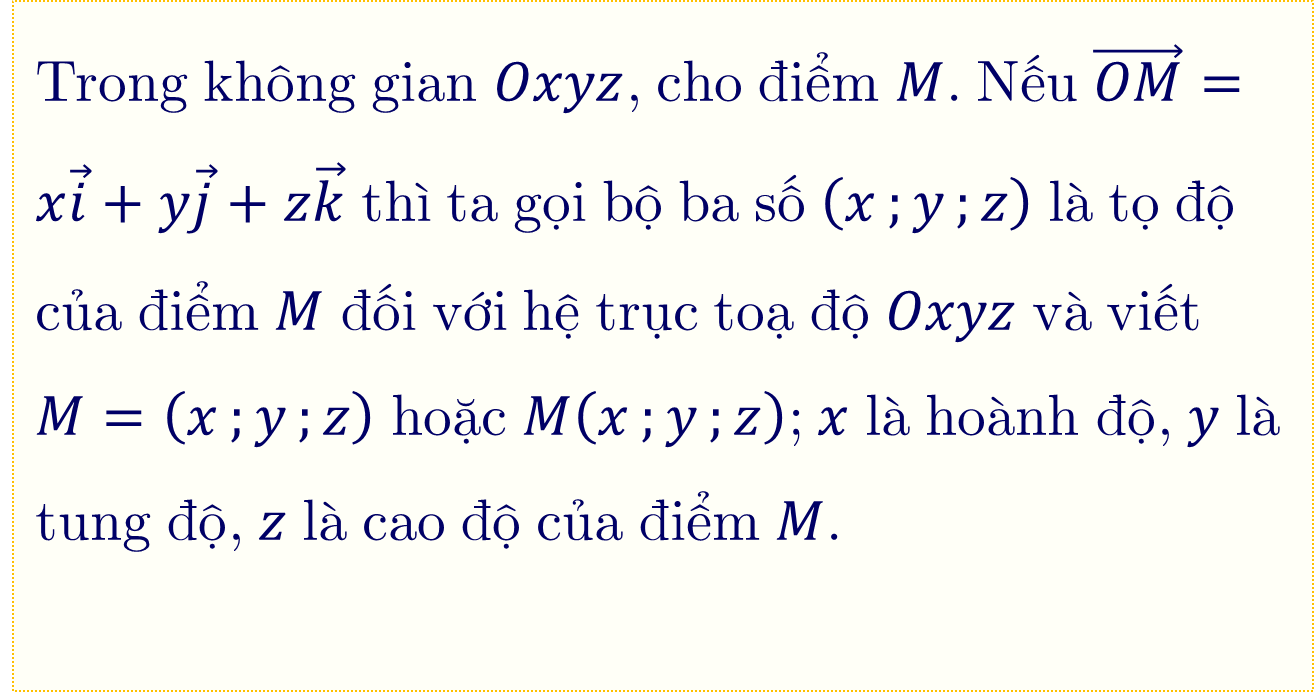 Trong không gian Oxyz, cho điểm M. Nếu $\overrightarrow{OM}$ =
x$\vec{i}$ + y$\vec{j}$ + z$\vec{k}$ thì ta gọi bộ ba số (x ; y ; z) là tọ độ
của điểm M đối với hệ trục toạ độ Oxyz và viết
M = (x ; y ; z) hoặc M(x ; y ; z); x là hoành độ, y là
tung độ, z là cao độ của điểm M.